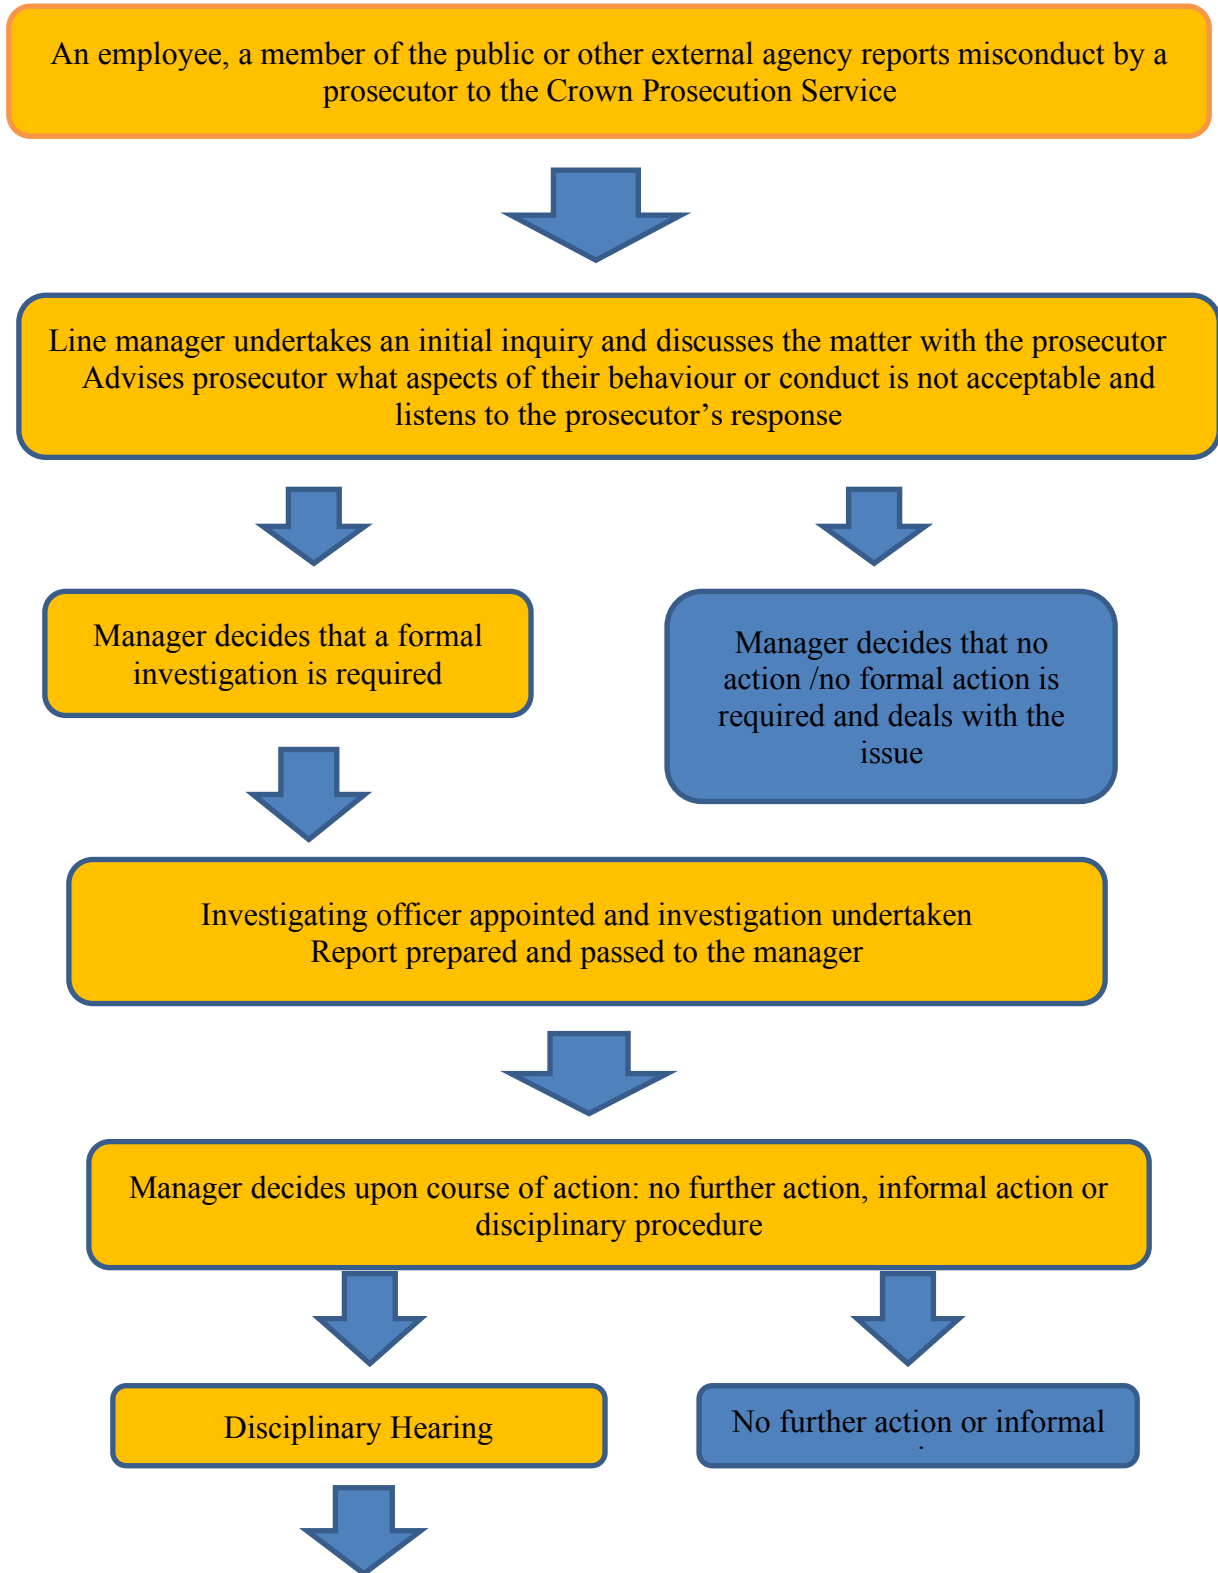 An employee, a member of the public or other external agency reports misconduct by a
prosecutor to the Crown Prosecution Service
Line manager undertakes an initial inquiry and discusses the matter with the prosecutor
Advises prosecutor what aspects of their behaviour or conduct is not acceptable and
listens to the prosecutor’s response
Manager decides that a formal
investigation is required
Manager decides that no
action /no formal action is
required and deals with the
issue
Investigating officer appointed and investigation undertaken
Report prepared and passed to the manager
Manager decides upon course of action: no further action, informal action or
disciplinary procedure
Disciplinary Hearing
No further action or informal